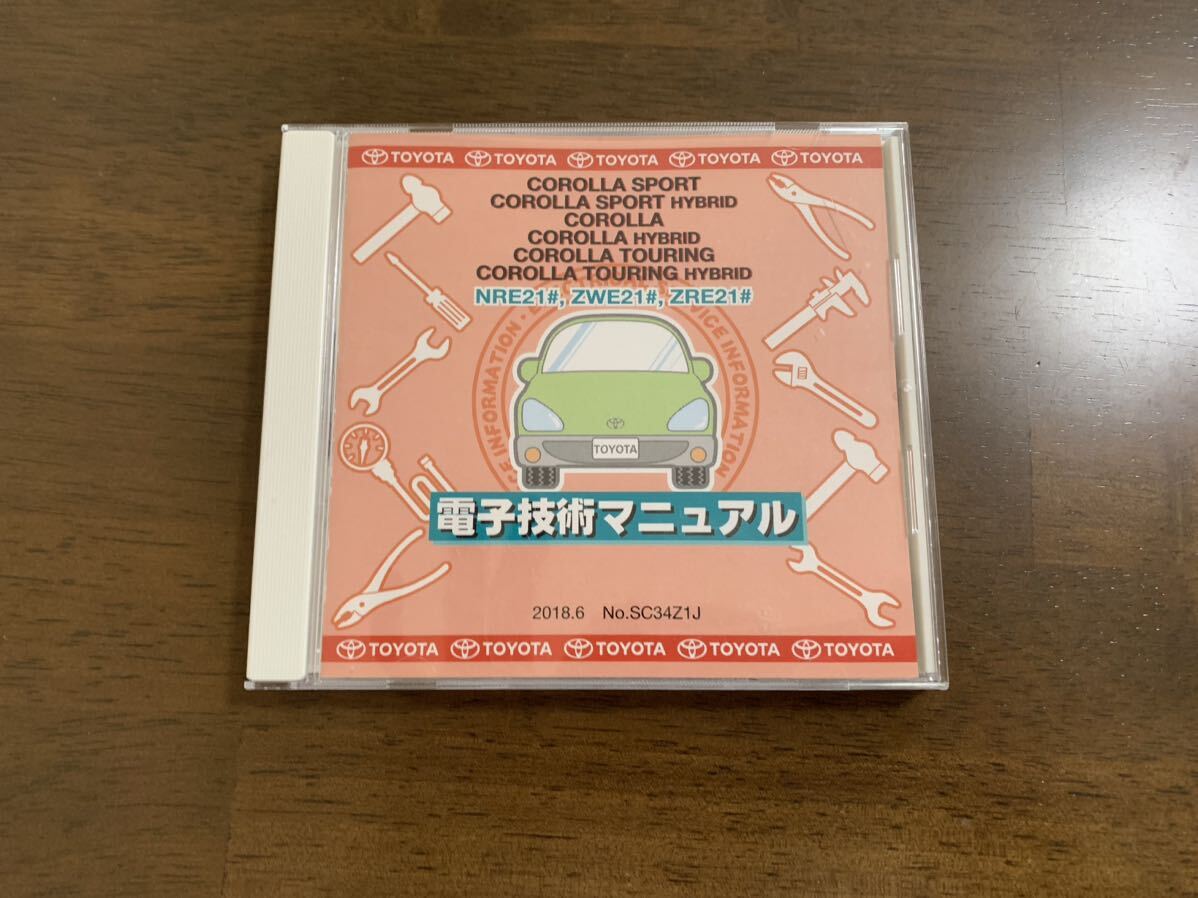 TOYOTA TOYOTA TOYOTA TOYOTA TOYOTA
COROLLA SPORT
COROLLA SPORT HYBRID
COROLLA
COROLLA HYBRID
COROLLA TOURING
COROLLA TOURING HYBRID
NRE21#, ZWE21#, ZRE21#
INFORMATION
INFORMATION
TOYOTA
電子技術マニュアル
2018.6 No.SC34Z1J
TOYOTA TOYOTA TOYOTA TOYOTA TOYOTA